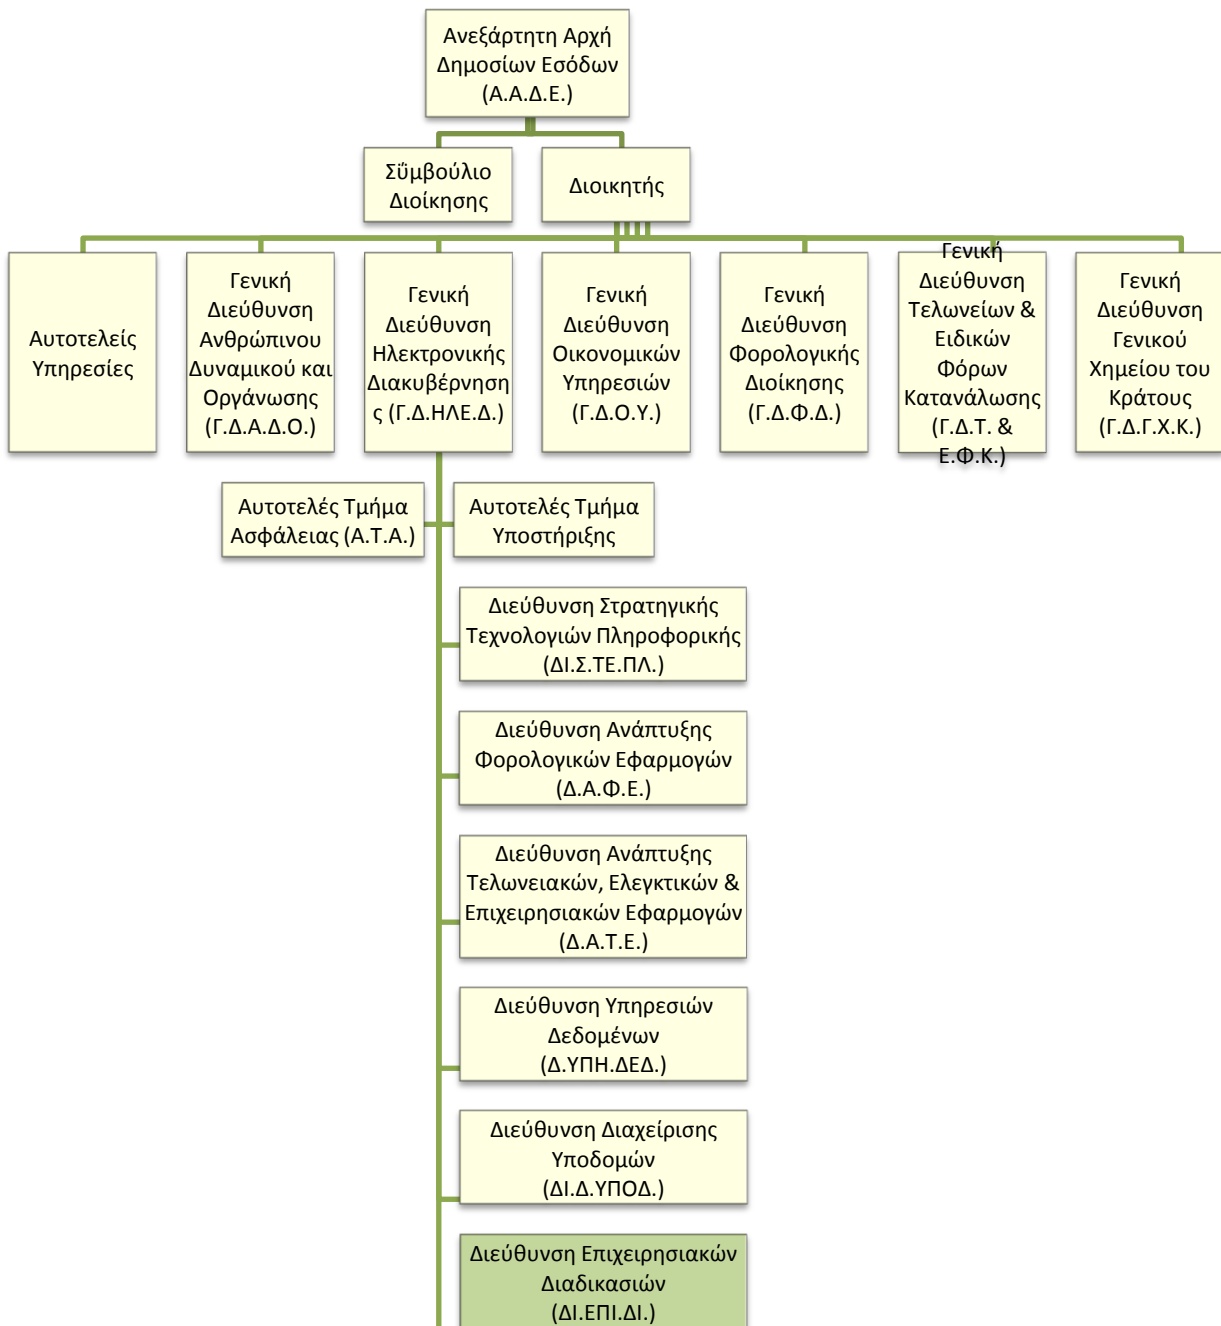 Ανεξάρτητη Αρχή
Δημοσίων Εσόδων
(Α.Α.Δ.Ε.)
Σΰμβούλιο
Διοίκησης
Διοικητής
Αυτοτελείς
Υπηρεσίες
Γενική
Διεύθυνση
Ανθρώπινου
Δυναμικού και
Οργάνωσης
(Γ.Δ.Α.Δ.Ο.)
Γενική
Διεύθυνση
Ηλεκτρονικής
Διακυβέρνηση
ς (Γ.Δ.ΗΛΕ.Δ.)
Γενική
Διεύθυνση
Οικονομικών
Υπηρεσιών
(Γ.Δ.Ο.Υ.)
Γενική
Διεύθυνση
Φορολογικής
Διοίκησης
(Γ.Δ.Φ.Δ.)
Γενική
Διεύθυνση
Τελωνείων &
Ειδικών
Φόρων
Κατανάλωσης
(Γ.Δ.Τ. &
Ε.Φ.Κ.)
Γενική
Διεύθυνση
Γενικού
Χημείου του
Κράτους
(Γ.Δ.Γ.Χ.Κ.)
Αυτοτελές Τμήμα
Ασφάλειας (Α.Τ.Α.)
Αυτοτελές Τμήμα
Υποστήριξης
Διεύθυνση Στρατηγικής
Τεχνολογιών Πληροφορικής
(ΔΙ.Σ.ΤΕ.ΠΛ.)
Διεύθυνση Ανάπτυξης
Φορολογικών Εφαρμογών
(Δ.Α.Φ.Ε.)
Διεύθυνση Ανάπτυξης
Τελωνειακών, Ελεγκτικών &
Επιχειρησιακών Εφαρμογών
(Δ.Α.Τ.Ε.)
Διεύθυνση Υπηρεσιών
Δεδομένων
(Δ.ΥΠΗ.ΔΕΔ.)
Διεύθυνση Διαχείρισης
Υποδομών
(ΔΙ.Δ.ΥΠΟΔ.)
Διεύθυνση Επιχειρησιακών
Διαδικασιών
(ΔΙ.ΕΠΙ.ΔΙ.)